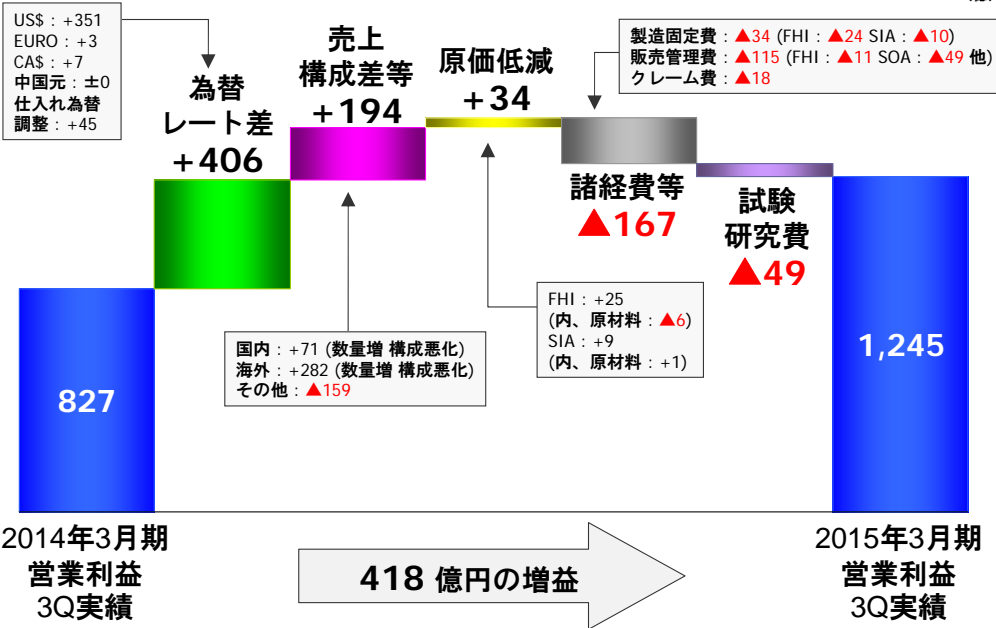 US$：+351
EURO：+3
CA$：+7
中国元：±0
仕入れ為替
調整：+45
為替
レート差
+406
売上
構成差等
+194
原価低減
+34
製造固定費：▲34 (FHI：▲24 SIA：▲10)
販売管理費：▲115 (FHI：▲11 SOA：▲49 他)
クレーム費：▲18
諸経費等
▲167
試験
研究費
▲49
国内：+71 (数量増 構成悪化)
海外：+282 (数量増 構成悪化)
その他：▲159
FHI：+25
(内、原材料：▲6)
SIA：+9
(内、原材料：+1)
827
1,245
2014年3月期
営業利益
3Q実績
418 億円の増益
2015年3月期
営業利益
3Q実績